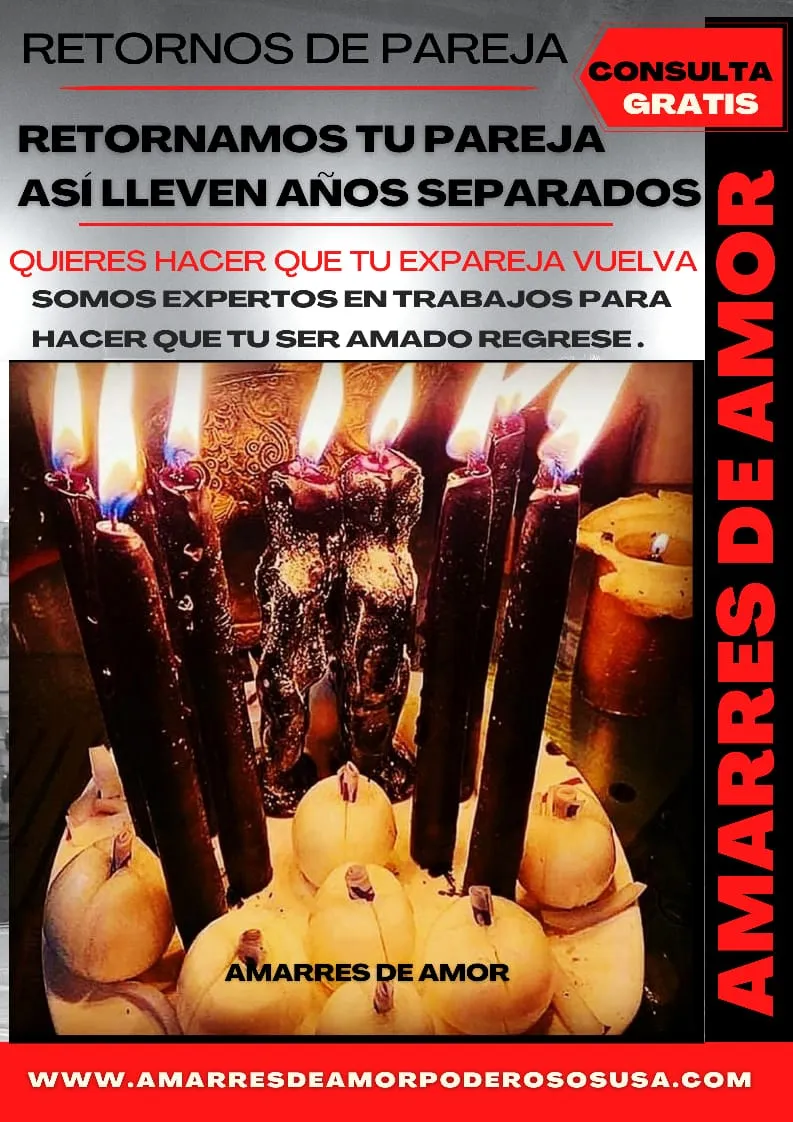 RETORNOS DE PAREJA
CONSULTA
GRATIS
RETORNAMOS TU PAREJA
ASÍ LLEVEN AÑOS SEPARADOS
QUIERES HACER QUE TU EXPAREJA VUELVA
SOMOS EXPERTOS EN TRABAJOS PARA
HACER QUE TU SER AMADO REGRESE .
AMARRES DE AMOR
AMARRES DE AMOR
WWW.AMARRESDEAMORPODEROSOSUSA.COM